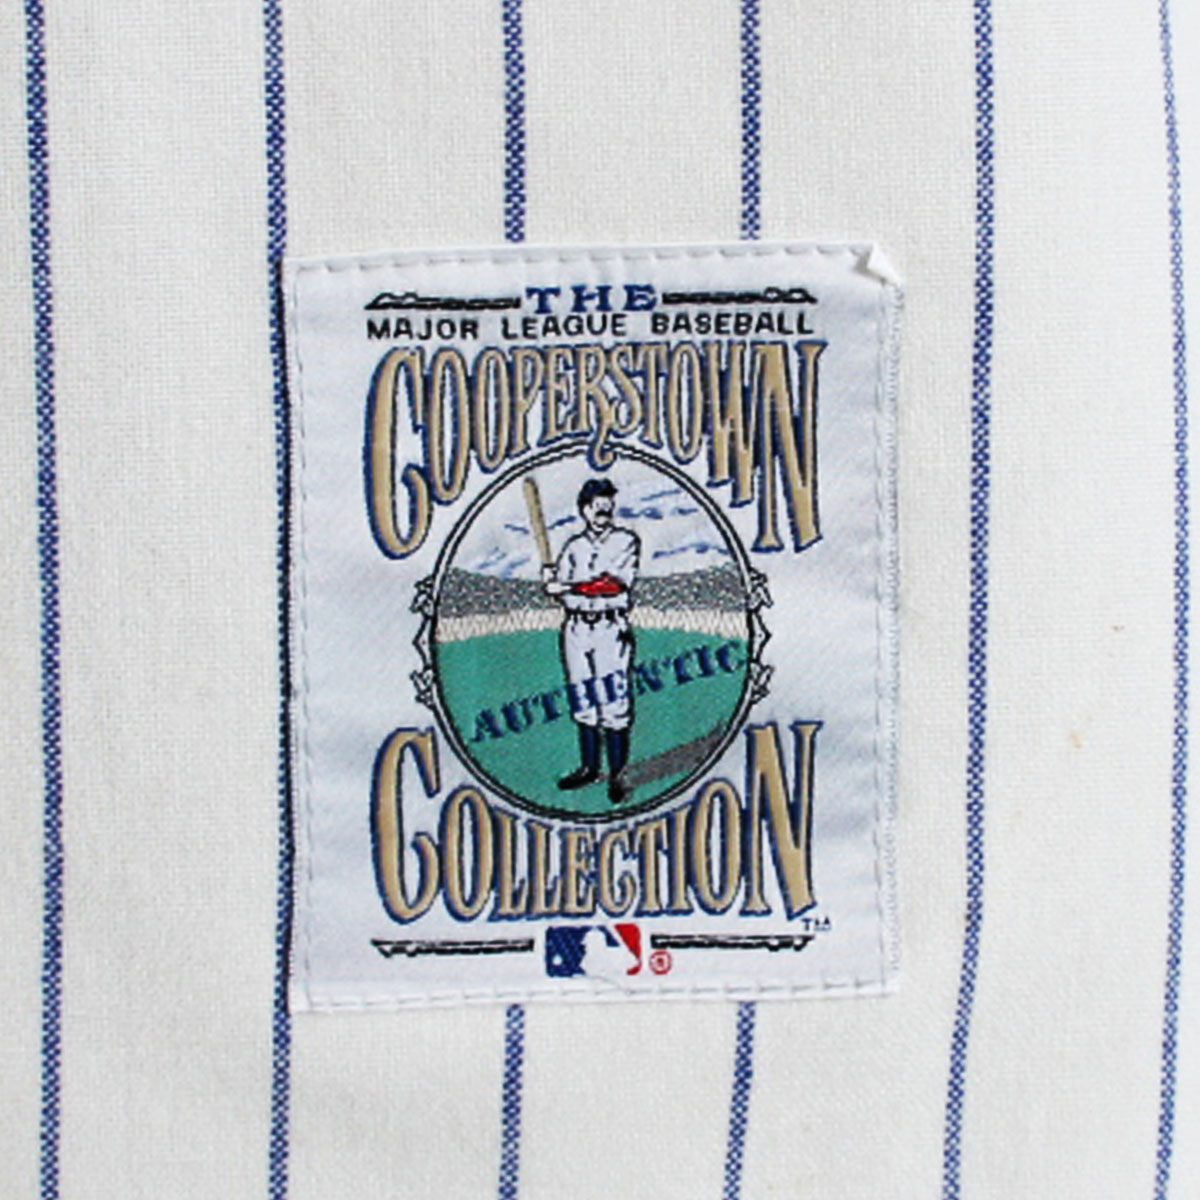 THE
MAJOR LEAGUE BASEBALL
COOPERSTOWN
AUTHENTIC
COLLECTION
TM
®